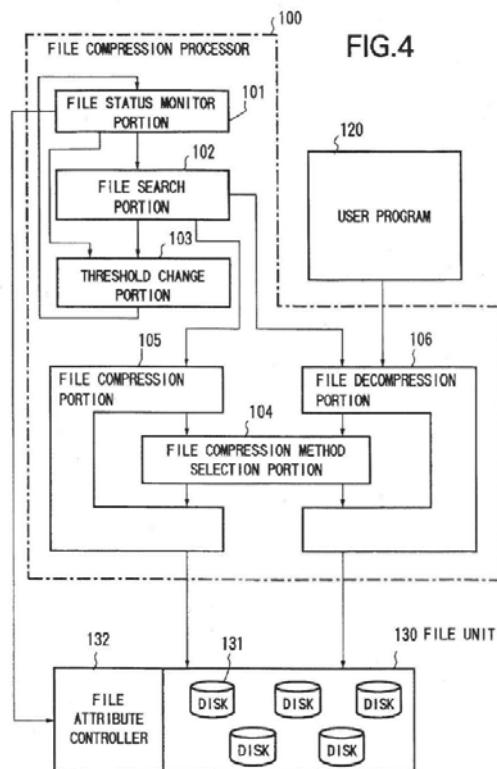 100
FILE COMPRESSION PROCESSOR
FIG.4
FILE STATUS MONITOR
PORTION
101
102
FILE SEARCH
PORTION
103
THRESHOLD CHANGE
PORTION
120
USER PROGRAM
105
FILE COMPRESSION
PORTION
106
FILE DECOMPRESSION
PORTION
104
FILE COMPRESSION METHOD
SELECTION PORTION
132
FILE
ATTRIBUTE
CONTROLLER
131
130 FILE UNIT
DISK
DISK
DISK
DISK
DISK